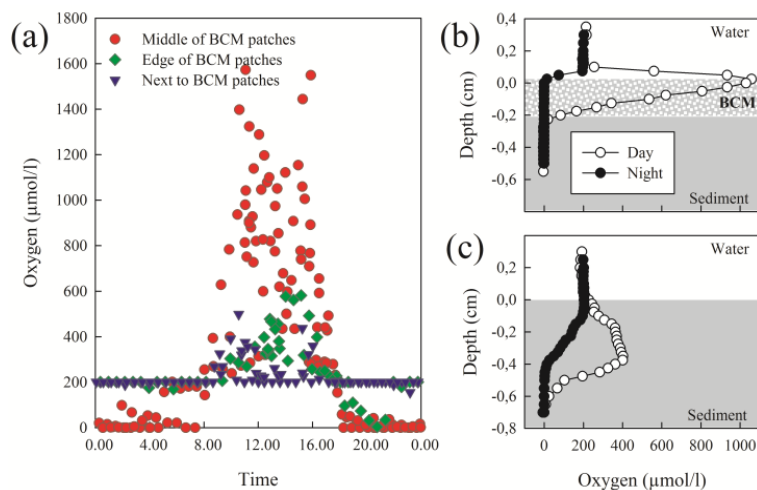 (a)
1800
1600
1400
1200
1000
800
600
400
200
0
Oxygen (µmol/l)
Middle of BCM patches
Edge of BCM patches
Next to BCM patches
0.00 4.00 8.00 12.00 16.00 20.00 0.00
Time
(b)
0,4
0,2
0,0
-0,2
-0,4
-0,6
Depth (cm)
Water
BCM
Day
Night
Sediment
(c)
0,2
0,0
-0,2
-0,4
-0,6
-0,8
Depth (cm)
Water
Sediment
0 200 400 600 800 1000
Oxygen (µmol/l)